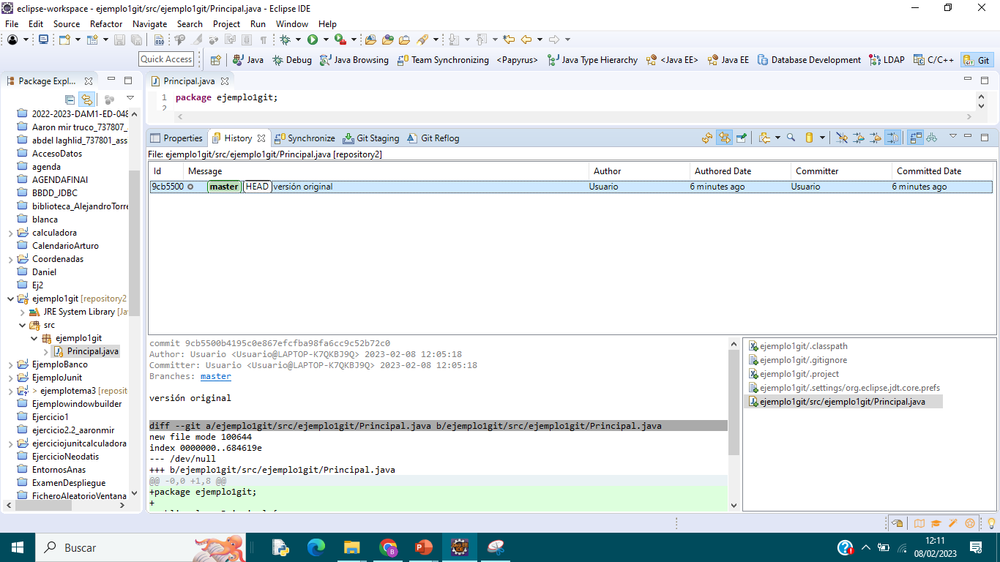 eclipse-workspace - ejemplo1git/src/ejemplo1git/Principal.java - Eclipse IDE
File Edit Source Refactor Navigate Search Project Run Window Help
Quick Access Java Debug Java Browsing Team Synchronizing <Papyrus> Java Type Hierarchy <Java EE> Java EE Database Development LDAP C/C++ Git
Package Expl...
2022-2023-DAM1-ED-048
Aaron mir truco_737807_
abdel laghlid_737801_ass
AccesoDatos
agenda
AGENDAFINAl
BBDD_JDBC
biblioteca_AlejandroTorre
blanca
calculadora
CalendarioArturo
Coordenadas
Daniel
Ej2
ejemplo1git [repository2
JRE System Library [Ja
src
ejemplo1git
Principal.java
EjemploBanco
EjemploJunit
> ejemplotema3 [reposit
Ejemplowindowbuilder
Ejercicio1
ejercicio2.2_aaronmir
ejerciciojunitcalculadora
EjercicioNeodatis
EntornosAnas
ExamenDespliegue
FicheroAleatorioVentana
Principal.java
1 package ejemplo1git;
2
Properties History Synchronize Git Staging Git Reflog
File: ejemplo1git/src/ejemplo1git/Principal.java [repository2]
Id Message Author Authored Date Committer Committed Date
9cb5500 master HEAD versión original Usuario 6 minutes ago Usuario 6 minutes ago
commit 9cb5500b4195c0e867efcfba98fa6cc9c52b72c0
Author: Usuario <Usuario@LAPTOP-K7QKBJ9Q> 2023-02-08 12:05:18
Committer: Usuario <Usuario@LAPTOP-K7QKBJ9Q> 2023-02-08 12:05:18
Branches: master
versión original
diff --git a/ejemplo1git/src/ejemplo1git/Principal.java b/ejemplo1git/src/ejemplo1git/Principal.java
new file mode 100644
index 0000000..684619e
--- /dev/null
+++ b/ejemplo1git/src/ejemplo1git/Principal.java
@@ -0,0 +1,8 @@
+package ejemplo1git;
+
ejemplo1git/.classpath
ejemplo1git/.gitignore
ejemplo1git/.project
ejemplo1git/.settings/org.eclipse.jdt.core.prefs
ejemplo1git/src/ejemplo1git/Principal.java
Buscar
12:11
08/02/2023